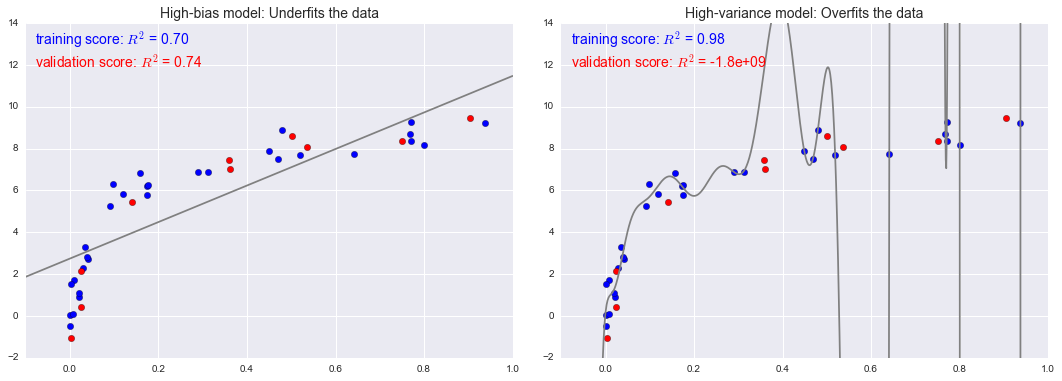 High-bias model: Underfits the data
training score: R² = 0.70
validation score: R² = 0.74
14
12
10
8
6
4
2
0
−2
0.0 0.2 0.4 0.6 0.8 1.0
High-variance model: Overfits the data
training score: R² = 0.98
validation score: R² = -1.8e+09
14
12
10
8
6
4
2
0
−2
0.0 0.2 0.4 0.6 0.8 1.0